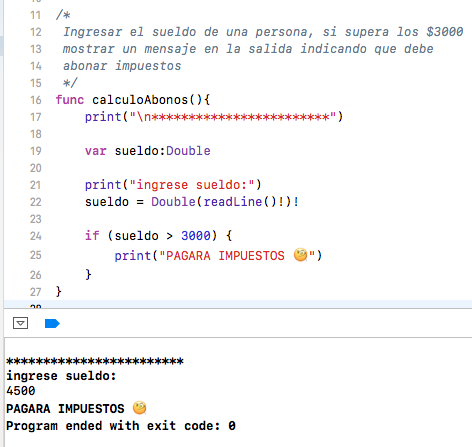 11 /*
12 Ingresar el sueldo de una persona, si supera los $3000
13 mostrar un mensaje en la salida indicando que debe
14 abonar impuestos
15 */
16 func calculoAbonos(){
17 print("\n************************")
18
19 var sueldo:Double
20
21 print("ingrese sueldo:")
22 sueldo = Double(readLine()!)!
23
24 if (sueldo > 3000) {
25 print("PAGARA IMPUESTOS 🧐")
26 }
27 }
28
************************
ingrese sueldo:
4500
PAGARA IMPUESTOS 🧐
Program ended with exit code: 0